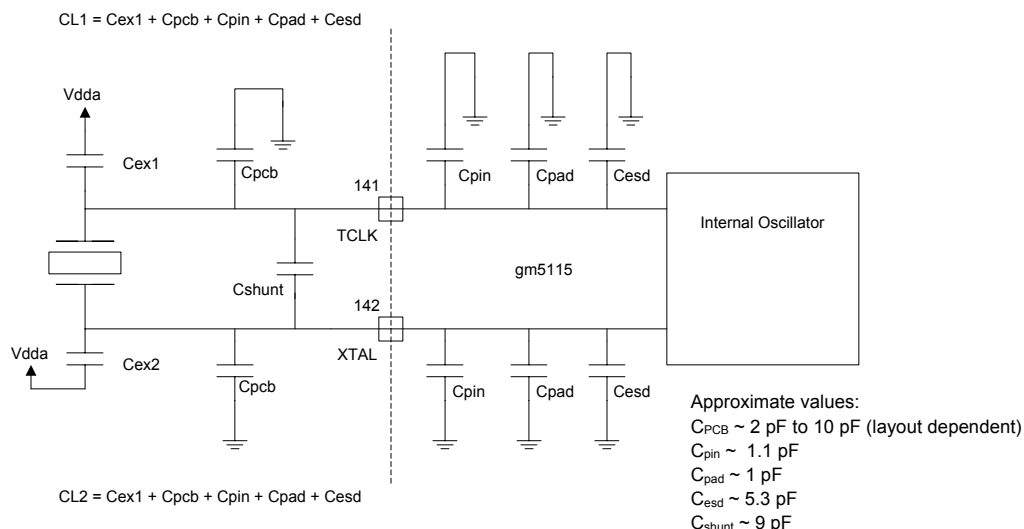 CL1 = Cex1 + Cpcb + Cpin + Cpad + Cesd
Vdda
Cex1
Cpcb
Cpin
Cpad
Cesd
141
TCLK
Internal Oscillator
Cshunt
gm5115
142
XTAL
Vdda
Cex2
Cpcb
Cpin
Cpad
Cesd
CL2 = Cex1 + Cpcb + Cpin + Cpad + Cesd
Approximate values:
CPCB ~ 2 pF to 10 pF (layout dependent)
Cpin ~ 1.1 pF
Cpad ~ 1 pF
Cesd ~ 5.3 pF
Cshunt ~ 9 pF